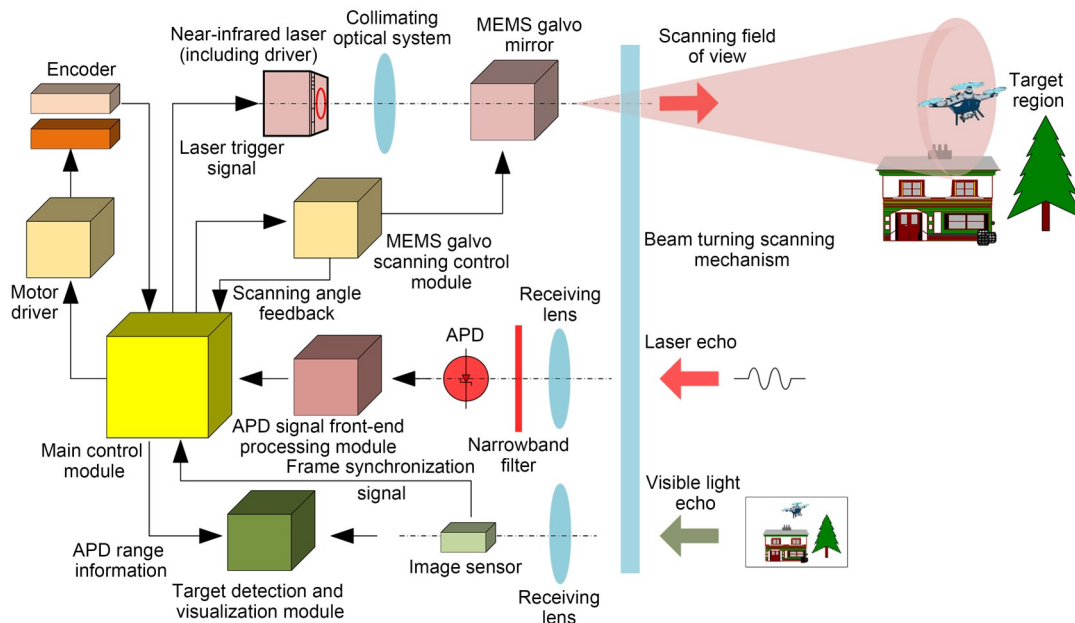 Encoder
Near-infrared laser
(including driver)
Collimating
optical system
MEMS galvo
mirror
Scanning field
of view
Target
region
Laser trigger
signal
Motor
driver
MEMS galvo
scanning control
module
Scanning angle
feedback
Beam turning scanning
mechanism
Receiving
lens
APD
Laser echo
Main control
module
APD signal front-end
processing module
Narrowband
filter
Frame synchronization
signal
Visible light
echo
APD range
information
Target detection and
visualization module
Image sensor
Receiving
lens